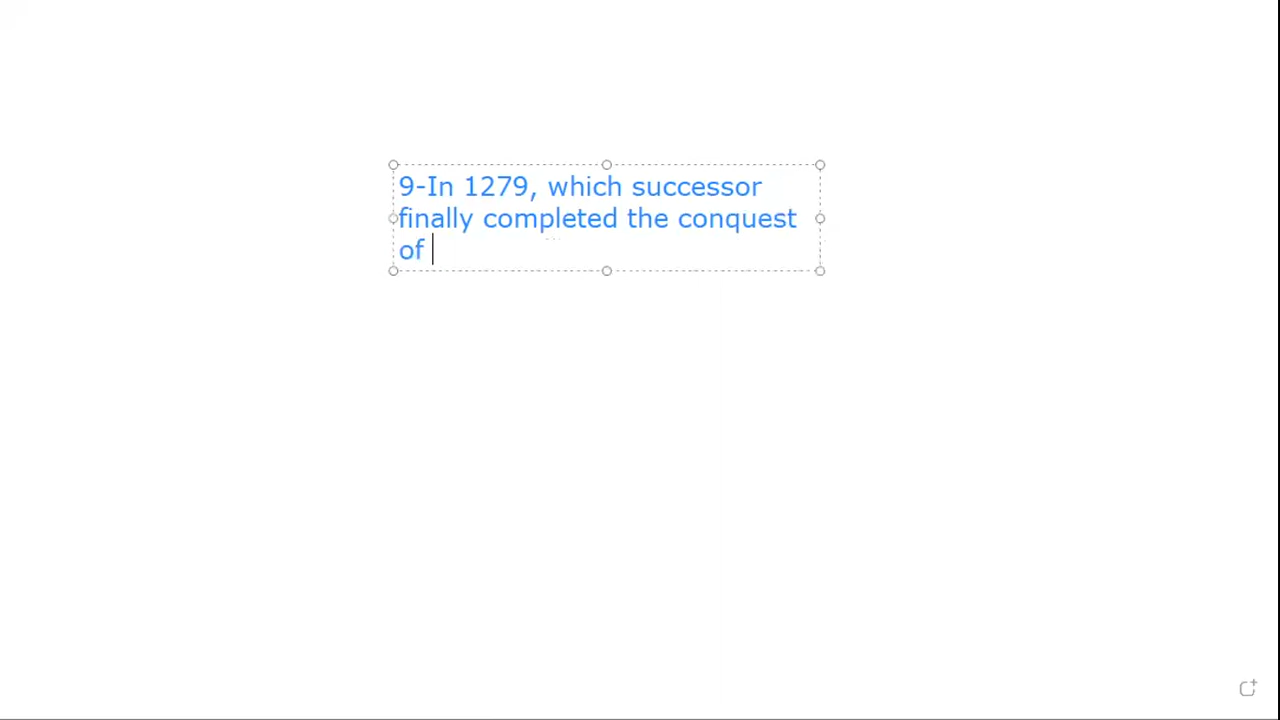 9-In 1279, which successor
finally completed the conquest
of